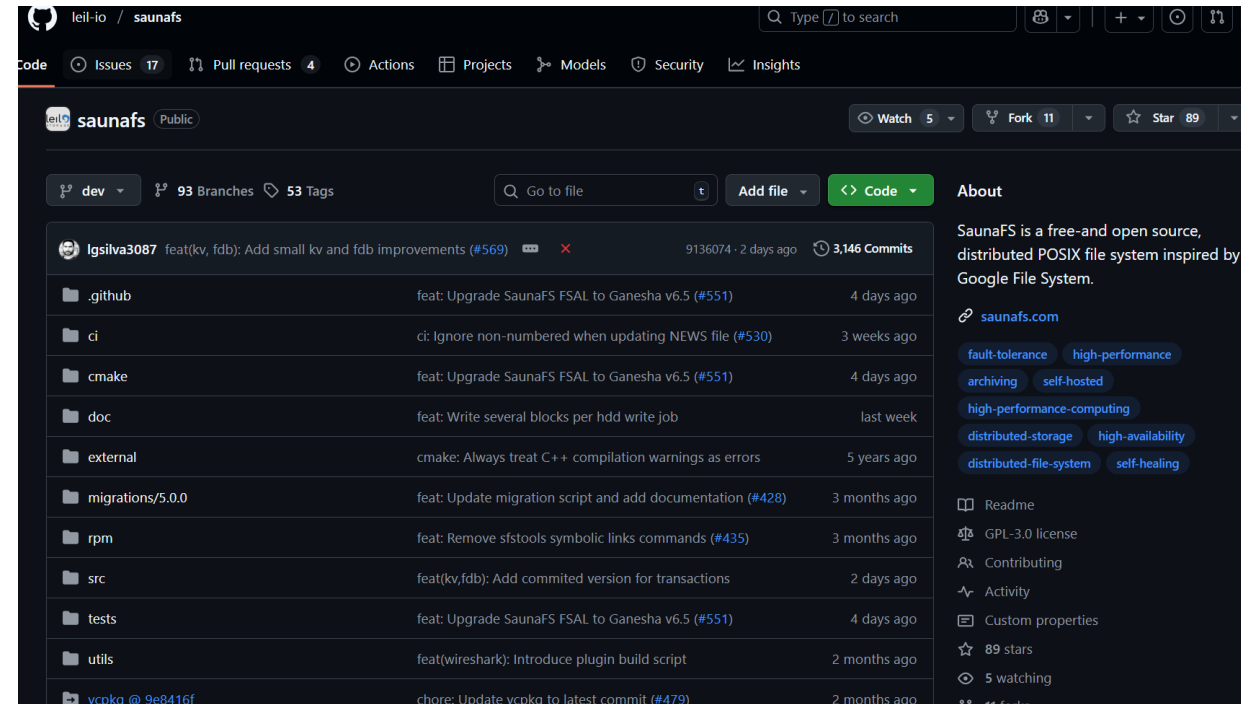 leil-io / saunafs
Type / to search
Code Issues 17 Pull requests 4 Actions Projects Models Security Insights
saunafs Public
Watch 5 Fork 11 Star 89
dev 93 Branches 53 Tags Go to file t Add file Code
lgsilva3087 feat(kv, fdb): Add small kv and fdb improvements (#569) 9136074 · 2 days ago 3,146 Commits
.github feat: Upgrade SaunaFS FSAL to Ganesha v6.5 (#551) 4 days ago
ci ci: Ignore non-numbered when updating NEWS file (#530) 3 weeks ago
cmake feat: Upgrade SaunaFS FSAL to Ganesha v6.5 (#551) 4 days ago
doc feat: Write several blocks per hdd write job last week
external cmake: Always treat C++ compilation warnings as errors 5 years ago
migrations/5.0.0 feat: Update migration script and add documentation (#428) 3 months ago
rpm feat: Remove sfstools symbolic links commands (#435) 3 months ago
src feat(kv,fdb): Add commited version for transactions 2 days ago
tests feat: Upgrade SaunaFS FSAL to Ganesha v6.5 (#551) 4 days ago
utils feat(wireshark): Introduce plugin build script 2 months ago
vcpkg @ 9e8416f chore: Update vcpkg to latest commit (#479) 2 months ago
About
SaunaFS is a free-and open source,
distributed POSIX file system inspired by
Google File System.
saunafs.com
fault-tolerance high-performance
archiving self-hosted
high-performance-computing
distributed-storage high-availability
distributed-file-system self-healing
Readme
GPL-3.0 license
Contributing
Activity
Custom properties
89 stars
5 watching
11 forks